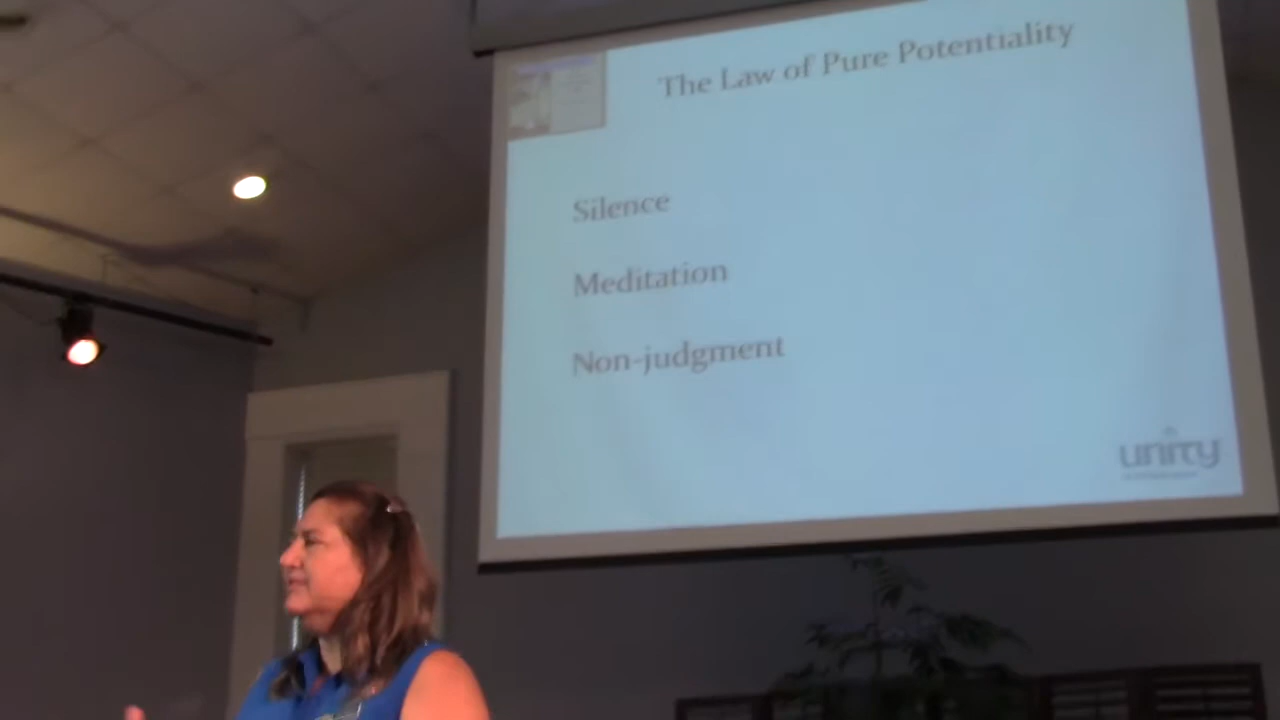 The Law of Pure Potentiality
Silence
Meditation
Non-judgment
unity